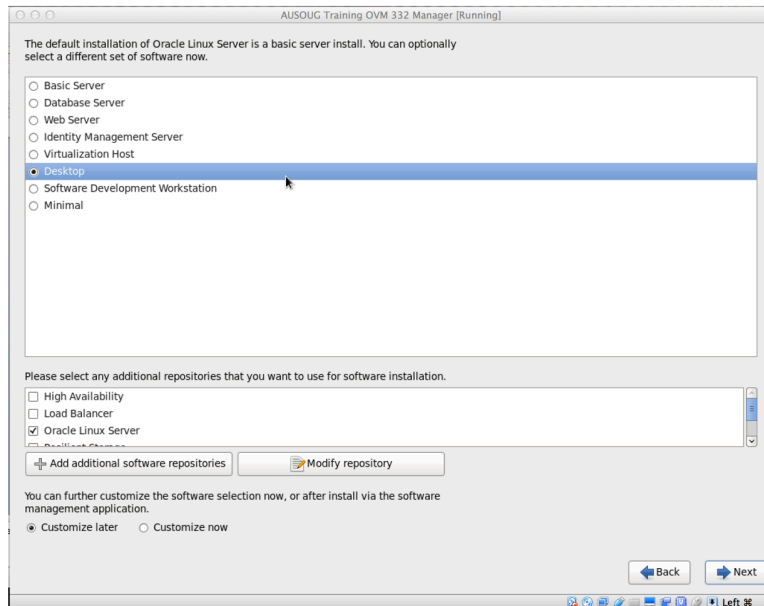 AUSOUG Training OVM 332 Manager [Running]
The default installation of Oracle Linux Server is a basic server install. You can optionally
select a different set of software now.
Basic Server
Database Server
Web Server
Identity Management Server
Virtualization Host
Desktop
Software Development Workstation
Minimal
Please select any additional repositories that you want to use for software installation.
High Availability
Load Balancer
Oracle Linux Server
Resilient Storage
Add additional software repositories
Modify repository
You can further customize the software selection now, or after install via the software
management application.
Customize later
Customize now
Back
Next
Left ⌘